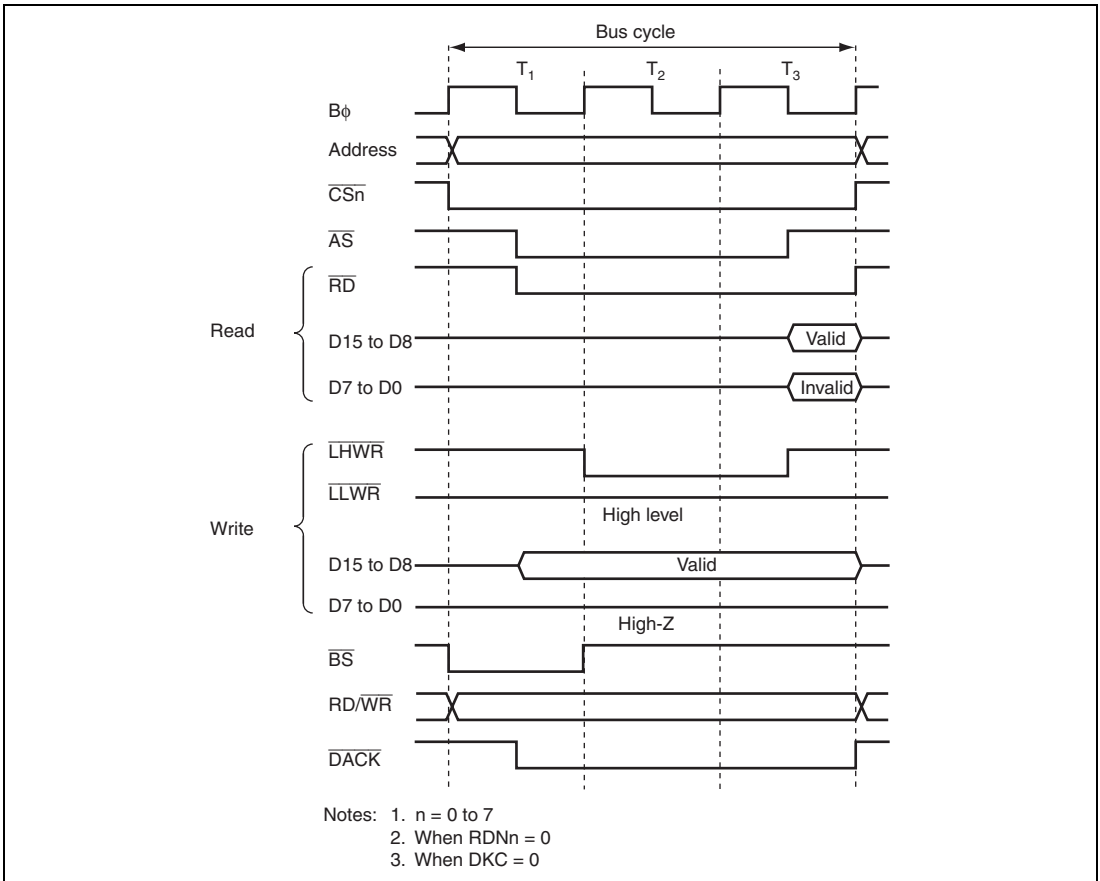 Bus cycle
T1 T2 T3
Bφ
Address
CSn
AS
RD
Read
D15 to D8 Valid
D7 to D0 Invalid
LHWR
LLWR
High level
Write
D15 to D8 Valid
D7 to D0
High-Z
BS
RD/WR
DACK
Notes: 1. n = 0 to 7
2. When RDNn = 0
3. When DKC = 0